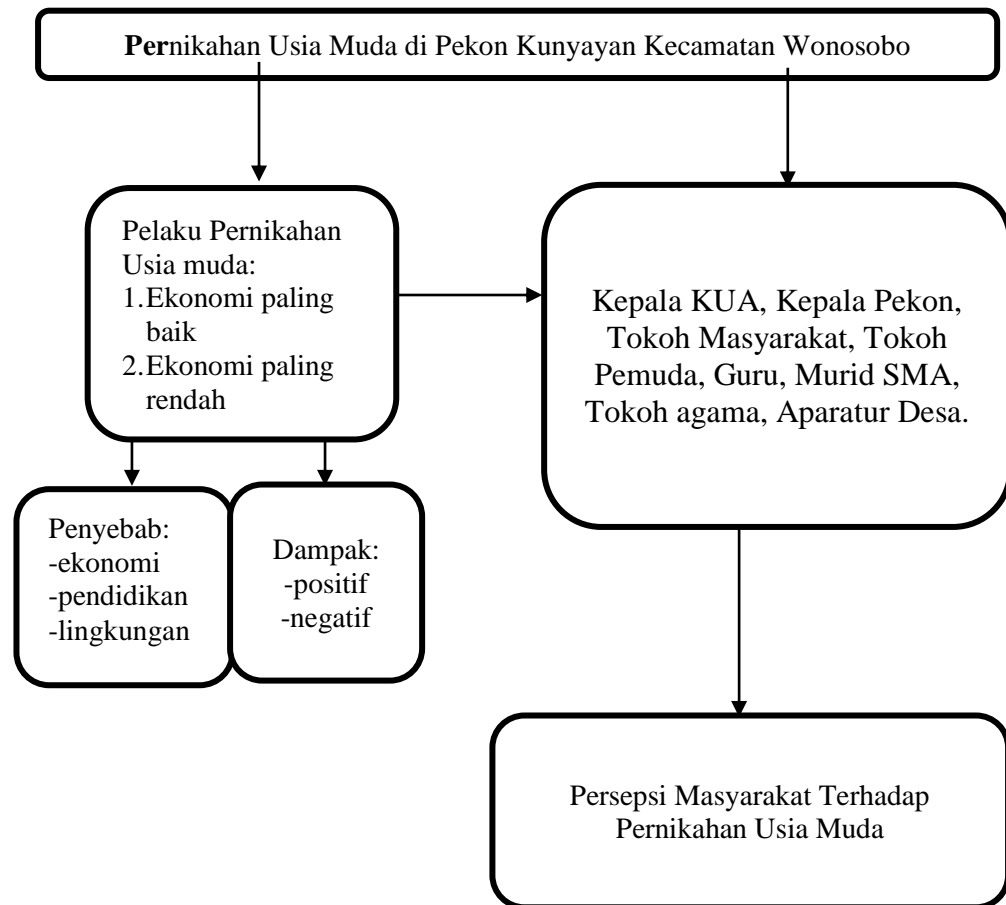 Pernikahan Usia Muda di Pekon Kunyayan Kecamatan Wonosobo
Pelaku Pernikahan
Usia muda:
1.Ekonomi paling
baik
2.Ekonomi paling
rendah
Kepala KUA, Kepala Pekon,
Tokoh Masyarakat, Tokoh
Pemuda, Guru, Murid SMA,
Tokoh agama, Aparatur Desa.
Penyebab:
-ekonomi
-pendidikan
-lingkungan
Dampak:
-positif
-negatif
Persepsi Masyarakat Terhadap
Pernikahan Usia Muda